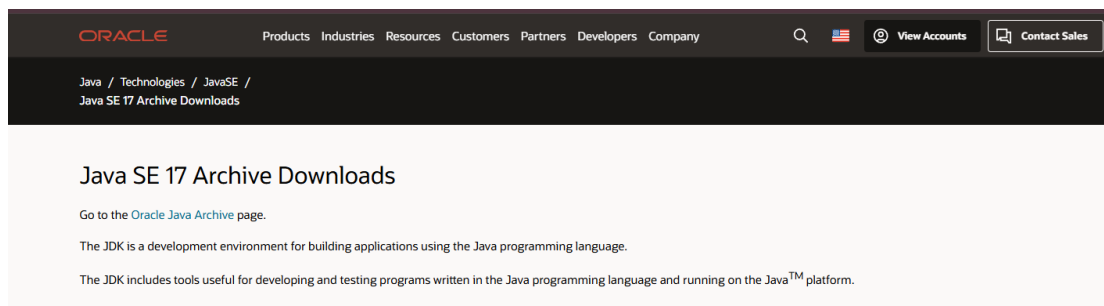 ORACLE Products Industries Resources Customers Partners Developers Company View Accounts Contact Sales
Java / Technologies / JavaSE /
Java SE 17 Archive Downloads
Java SE 17 Archive Downloads
Go to the Oracle Java Archive page.
The JDK is a development environment for building applications using the Java programming language.
The JDK includes tools useful for developing and testing programs written in the Java programming language and running on the Java™ platform.